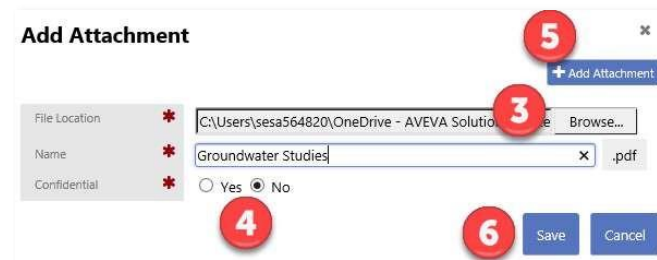 Add Attachment
5
×
+ Add Attachment
File Location * C:\Users\sesa564820\OneDrive - AVEVA Solution 3 Browse...
Name * Groundwater Studies × .pdf
Confidential * Yes No
4
6 Save Cancel